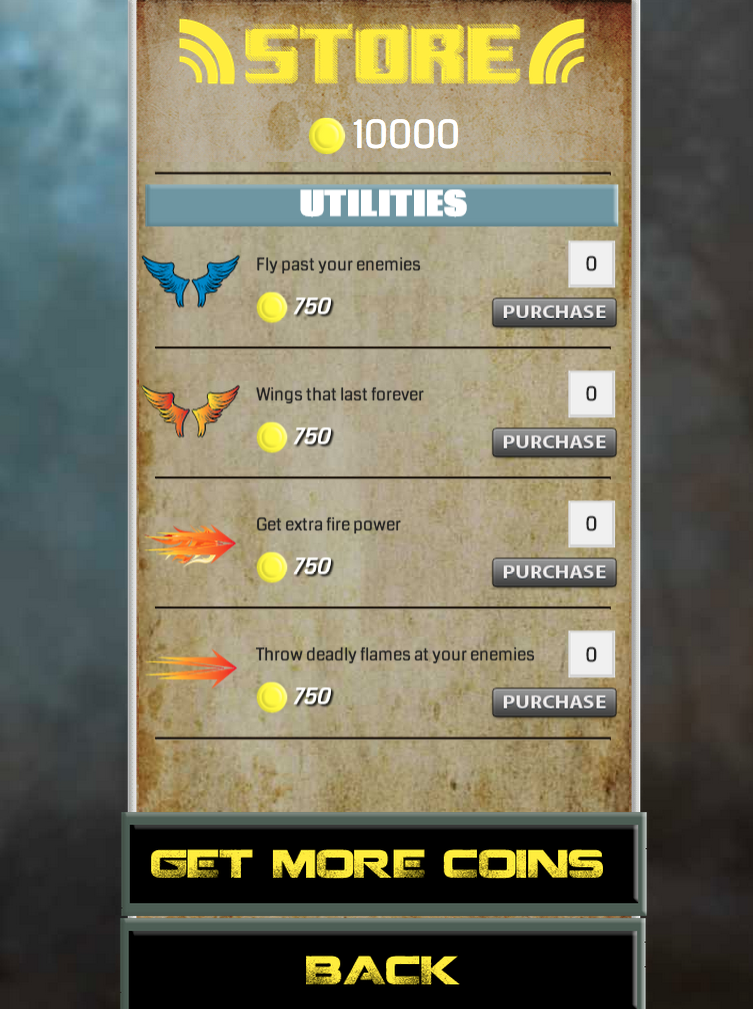 STORE
10000
UTILITIES
Fly past your enemies
0
750
PURCHASE
Wings that last forever
0
750
PURCHASE
Get extra fire power
0
750
PURCHASE
Throw deadly flames at your enemies
0
750
PURCHASE
GET MORE COINS
BACK